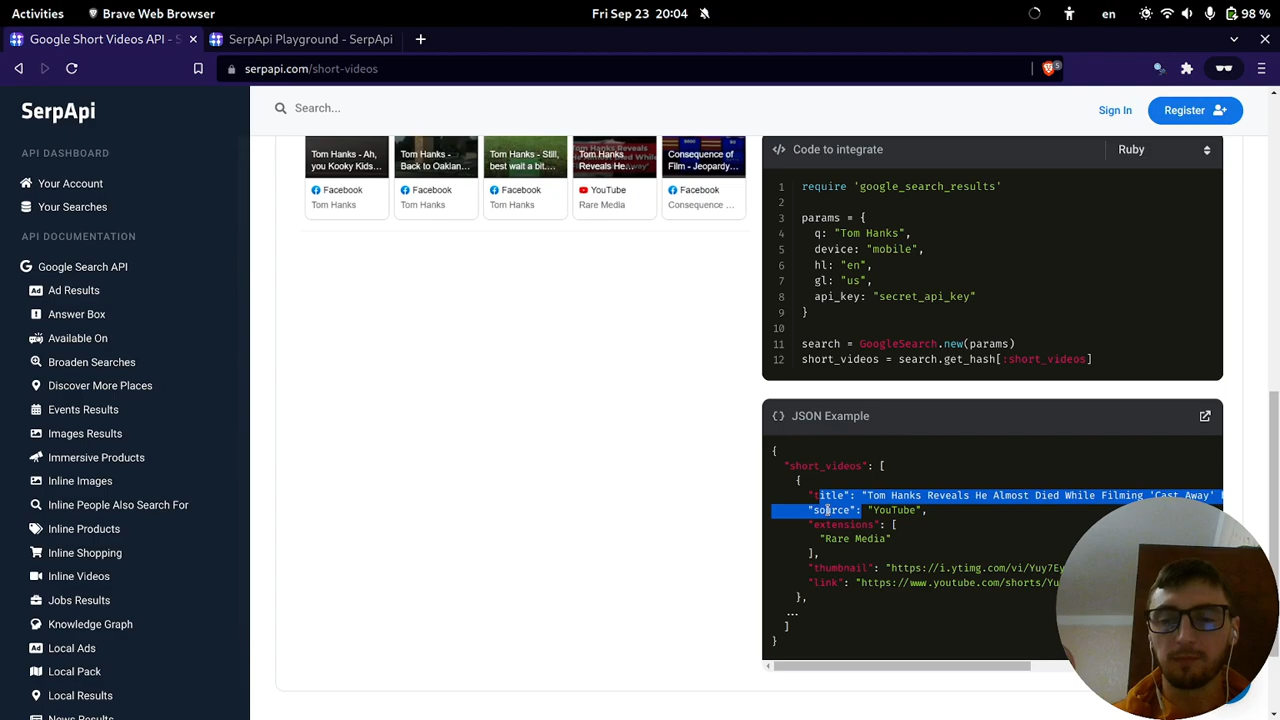 Activities Brave Web Browser Fri Sep 23 20:04 en 98 %
Google Short Videos API - S SerpApi Playground - SerpApi
serpapi.com/short-videos 5
SerpApi
Search...
Sign In Register
API DASHBOARD
Your Account
Your Searches
API DOCUMENTATION
Google Search API
Ad Results
Answer Box
Available On
Broaden Searches
Discover More Places
Events Results
Images Results
Immersive Products
Inline Images
Inline People Also Search For
Inline Products
Inline Shopping
Inline Videos
Jobs Results
Knowledge Graph
Local Ads
Local Pack
Local Results
News Results
Tom Hanks - Ah,
you Kooky Kids...
Facebook
Tom Hanks
Tom Hanks -
Back to Oaklan...
Facebook
Tom Hanks
Tom Hanks - Still,
best wait a bit....
Facebook
Tom Hanks
Tom Hanks
Reveals He...
YouTube
Rare Media
Consequence of
Film - Jeopardy...
Facebook
Consequence ...
Code to integrate Ruby
1 require 'google_search_results'
2
3 params = {
4 q: "Tom Hanks",
5 device: "mobile",
6 hl: "en",
7 gl: "us",
8 api_key: "secret_api_key"
9 }
10
11 search = GoogleSearch.new(params)
12 short_videos = search.get_hash[:short_videos]
{} JSON Example
{
"short_videos": [
{
"title": "Tom Hanks Reveals He Almost Died While Filming 'Cast Away'
"source": "YouTube",
"extensions": [
"Rare Media"
],
"thumbnail": "https://i.ytimg.com/vi/Yuy7Ey
"link": "https://www.youtube.com/shorts/Yu
},
...
]
}